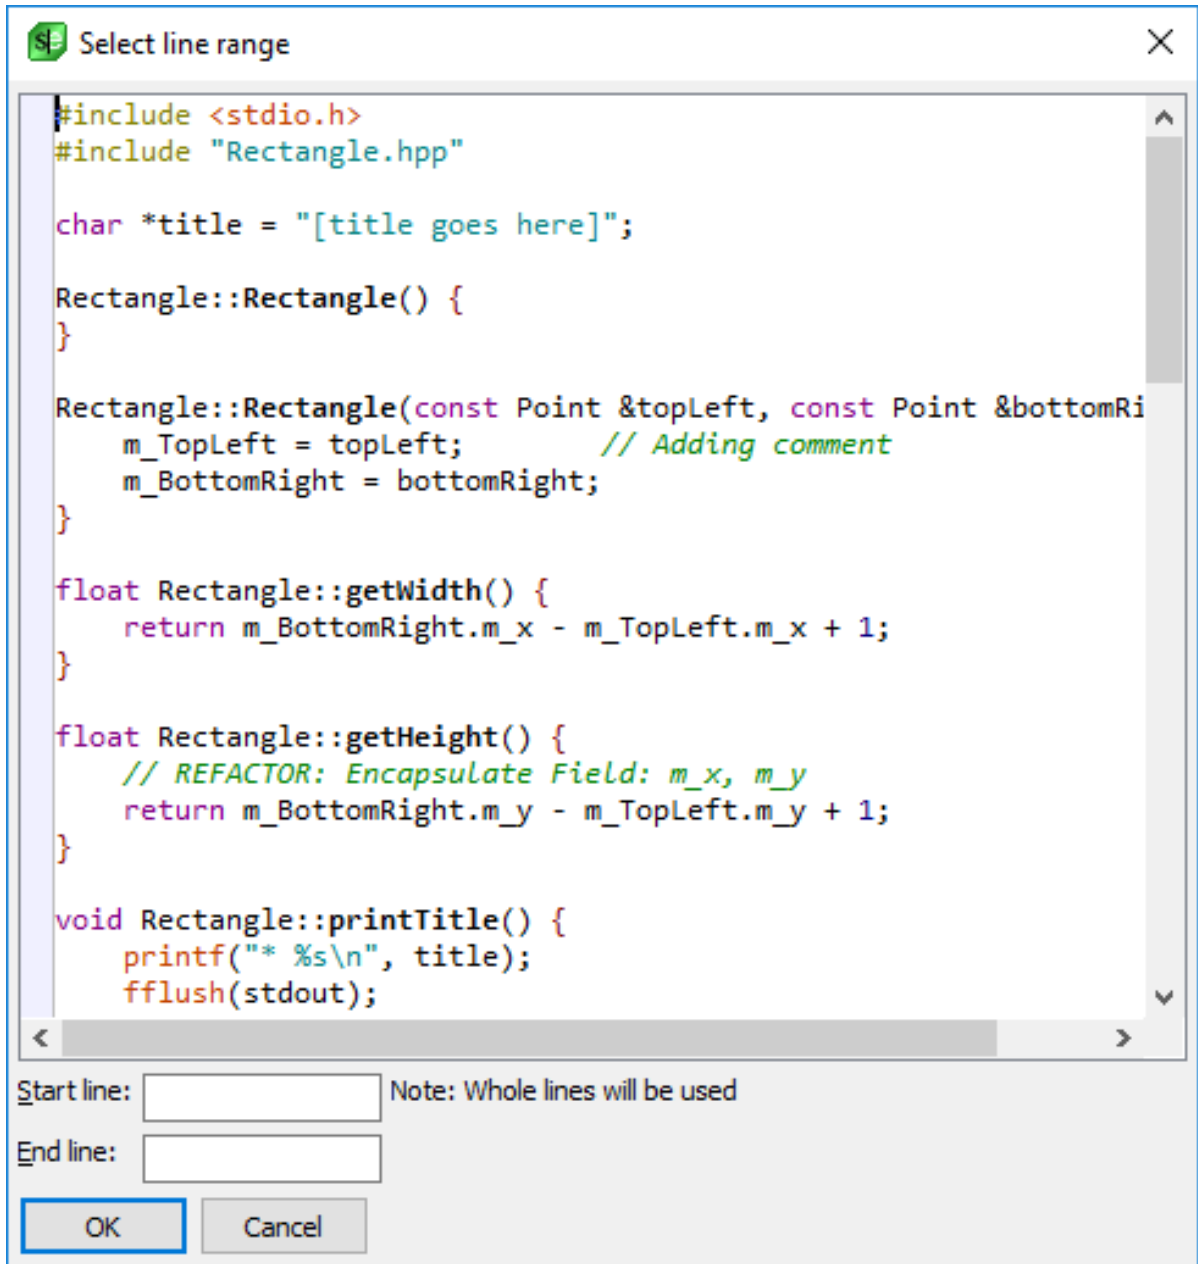 Select line range
#include <stdio.h>
#include "Rectangle.hpp"
char *title = "[title goes here]";
Rectangle::Rectangle() {
}
Rectangle::Rectangle(const Point &topLeft, const Point &bottomRi
    m_TopLeft = topLeft;        // Adding comment
    m_BottomRight = bottomRight;
}
float Rectangle::getWidth() {
    return m_BottomRight.m_x - m_TopLeft.m_x + 1;
}
float Rectangle::getHeight() {
    // REFACTOR: Encapsulate Field: m_x, m_y
    return m_BottomRight.m_y - m_TopLeft.m_y + 1;
}
void Rectangle::printTitle() {
    printf("* %s\n", title);
    fflush(stdout);
Start line: Note: Whole lines will be used
End line:
OK Cancel